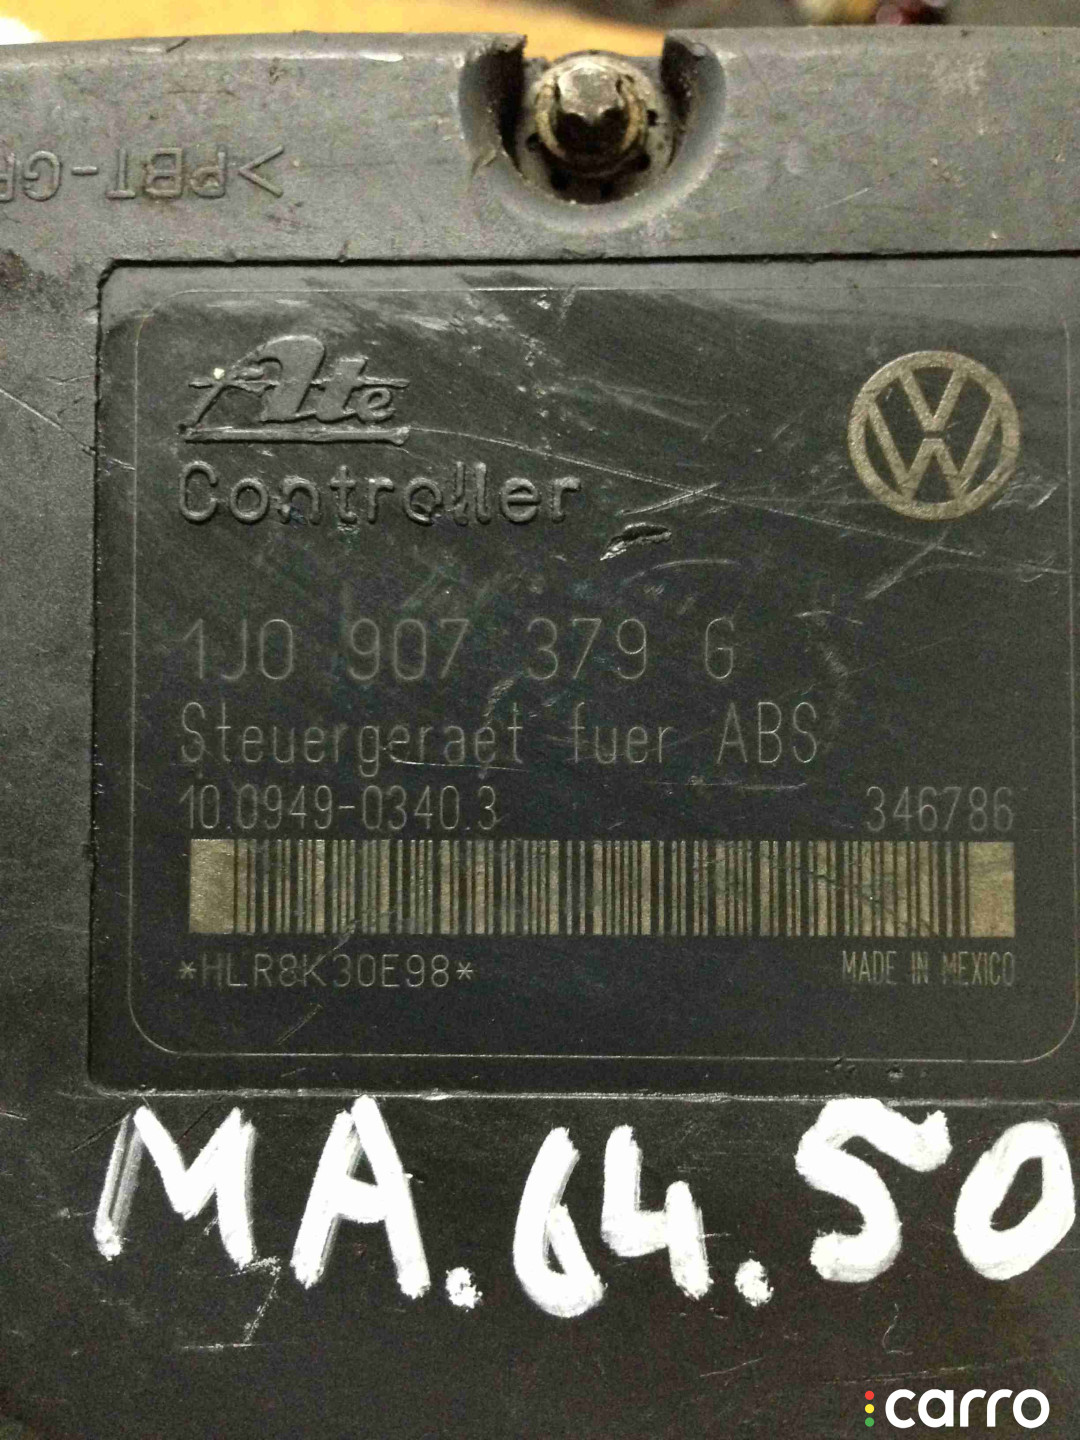 >PBT-GF
Ate
Controller
1J0 907 379 G
Steuergeraet fuer ABS
10.0949-0340.3 346786
*HLR8K30E98* MADE IN MEXICO
MA.64.50
carro